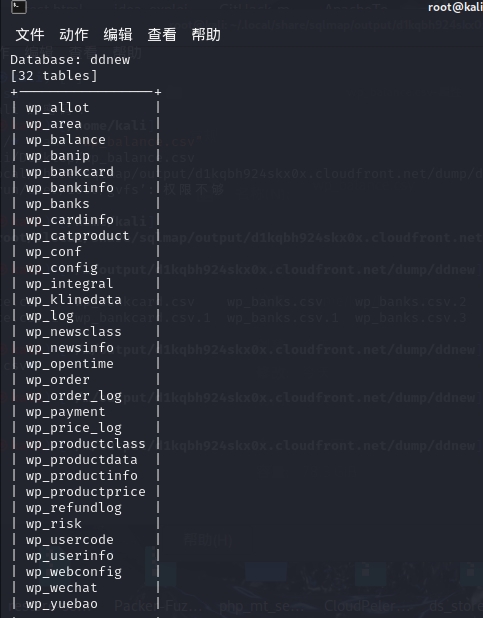 root@kali
文件 动作 编辑 查看 帮助
Database: ddnew
[32 tables]
+----------------+
| wp_allot |
| wp_area |
| wp_balance |
| wp_banip |
| wp_bankcard |
| wp_bankinfo |
| wp_banks |
| wp_cardinfo |
| wp_catproduct |
| wp_conf |
| wp_config |
| wp_integral |
| wp_klinedata |
| wp_log |
| wp_newsclass |
| wp_newsinfo |
| wp_opentime |
| wp_order |
| wp_order_log |
| wp_payment |
| wp_price_log |
| wp_productclass |
| wp_productdata |
| wp_productinfo |
| wp_productprice |
| wp_refundlog |
| wp_risk |
| wp_usercode |
| wp_userinfo |
| wp_webconfig |
| wp_wechat |
| wp_yuebao |